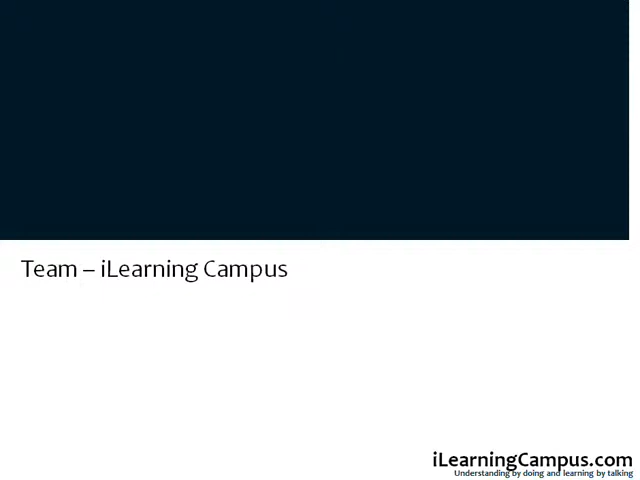 Team – iLearning Campus
iLearningCampus.com
Understanding by doing and learning by talking